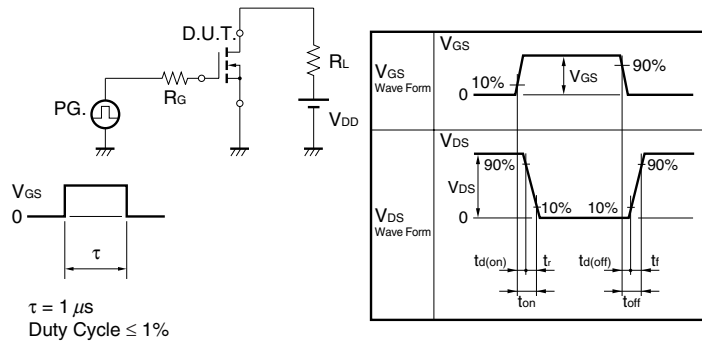 D.U.T.
RL
RG
PG.
VDD
VGS
0
τ
τ = 1 μs
Duty Cycle ≤ 1%
VGS
Wave Form
VGS
10%
VGS
90%
0
VDS
Wave Form
VDS
90%
VDS
10%
0
10%
90%
td(on) tr td(off) tf
ton toff